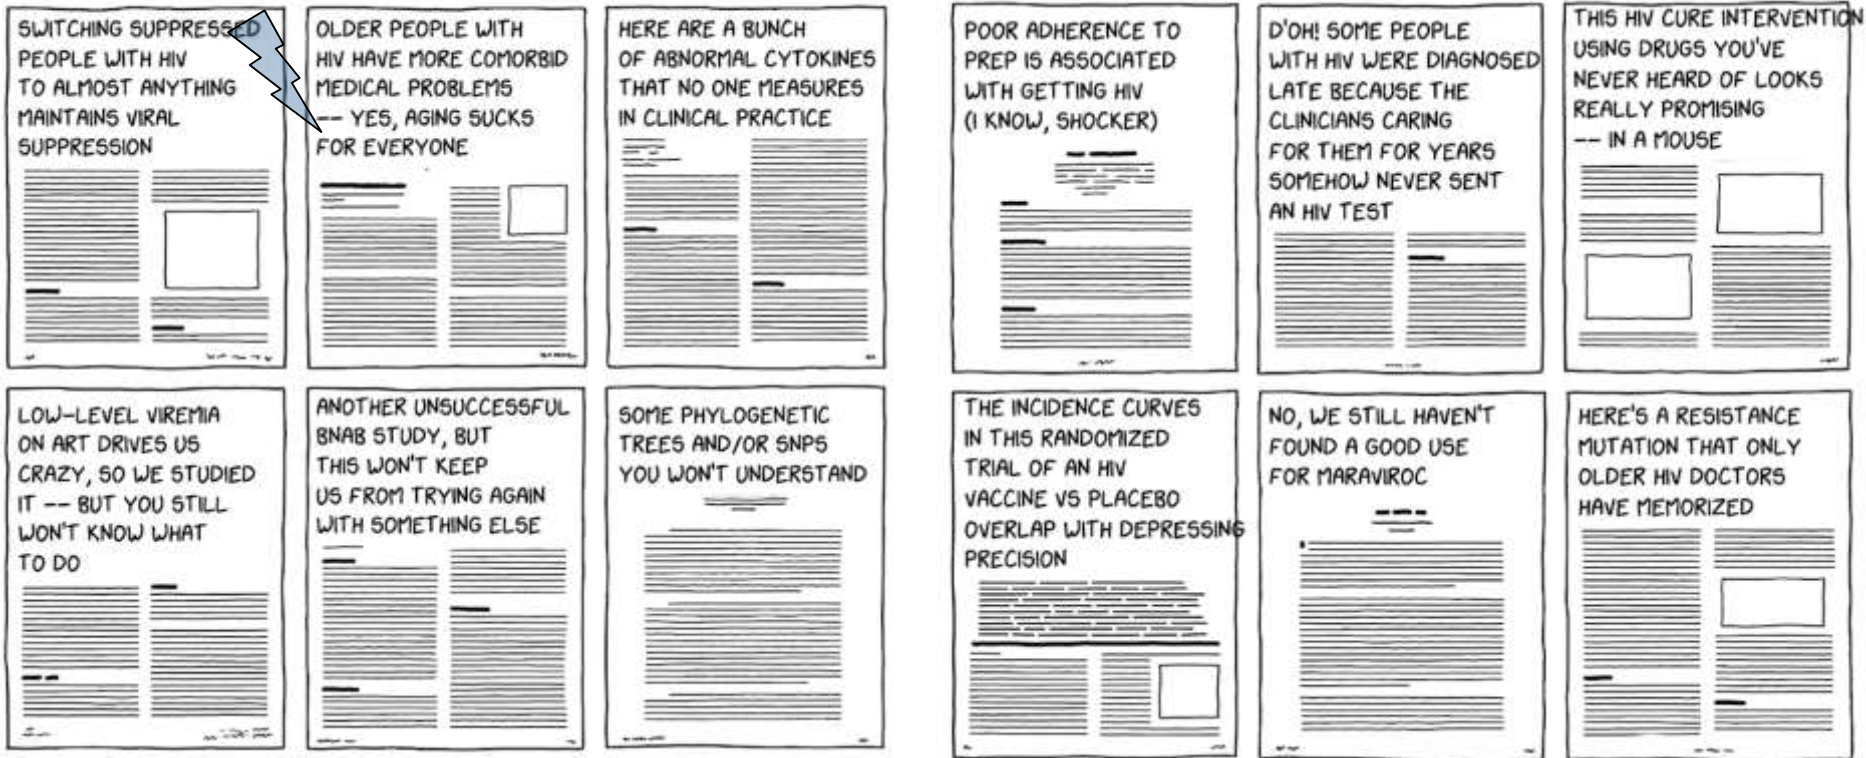 SWITCHING SUPPRESSED
PEOPLE WITH HIV
TO ALMOST ANYTHING
MAINTAINS VIRAL
SUPPRESSION
OLDER PEOPLE WITH
HIV HAVE MORE COMORBID
MEDICAL PROBLEMS
-- YES, AGING SUCKS
FOR EVERYONE
HERE ARE A BUNCH
OF ABNORMAL CYTOKINES
THAT NO ONE MEASURES
IN CLINICAL PRACTICE
POOR ADHERENCE TO
PREP IS ASSOCIATED
WITH GETTING HIV
(I KNOW, SHOCKER)
D'OH! SOME PEOPLE
WITH HIV WERE DIAGNOSED
LATE BECAUSE THE
CLINICIANS CARING
FOR THEM FOR YEARS
SOMEHOW NEVER SENT
AN HIV TEST
THIS HIV CURE INTERVENTION
USING DRUGS YOU'VE
NEVER HEARD OF LOOKS
REALLY PROMISING
-- IN A MOUSE
LOW-LEVEL VIREMIA
ON ART DRIVES US
CRAZY, SO WE STUDIED
IT -- BUT YOU STILL
WON'T KNOW WHAT
TO DO
ANOTHER UNSUCCESSFUL
BNAB STUDY, BUT
THIS WON'T KEEP
US FROM TRYING AGAIN
WITH SOMETHING ELSE
SOME PHYLOGENETIC
TREES AND/OR SNPS
YOU WON'T UNDERSTAND
THE INCIDENCE CURVES
IN THIS RANDOMIZED
TRIAL OF AN HIV
VACCINE VS PLACEBO
OVERLAP WITH DEPRESSING
PRECISION
NO, WE STILL HAVEN'T
FOUND A GOOD USE
FOR MARAVIROC
HERE'S A RESISTANCE
MUTATION THAT ONLY
OLDER HIV DOCTORS
HAVE MEMORIZED